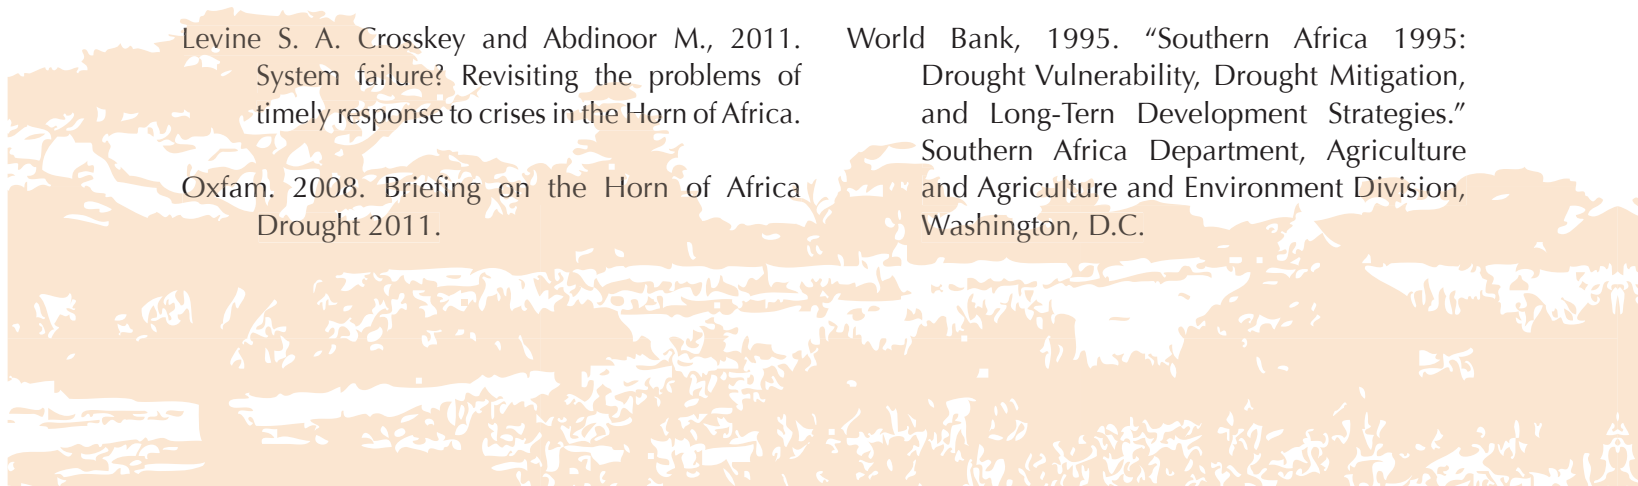 Levine S. A. Crosskey and Abdinoor M., 2011.
System failure? Revisiting the problems of
timely response to crises in the Horn of Africa.
Oxfam. 2008. Briefing on the Horn of Africa
Drought 2011.
World Bank, 1995. “Southern Africa 1995:
Drought Vulnerability, Drought Mitigation,
and Long-Tern Development Strategies.”
Southern Africa Department, Agriculture
and Agriculture and Environment Division,
Washington, D.C.